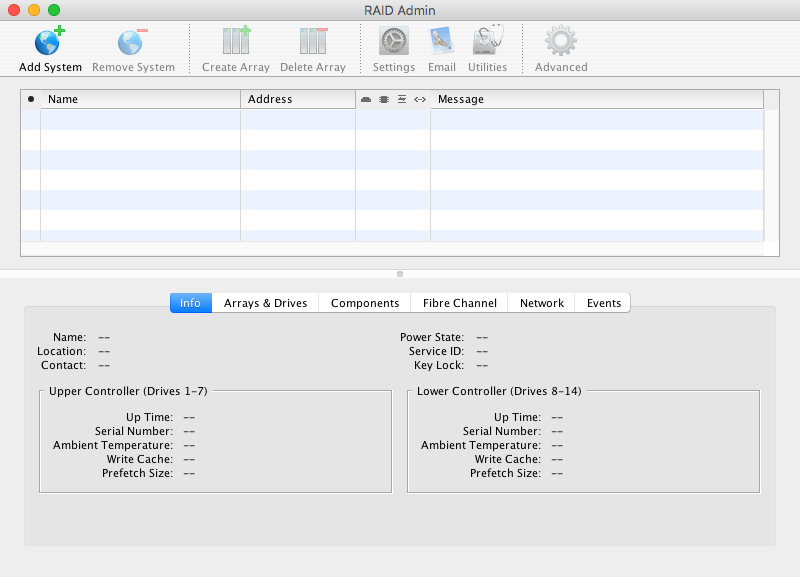 RAID Admin
Add System Remove System Create Array Delete Array Settings Email Utilities Advanced
Name Address Message
Info Arrays & Drives Components Fibre Channel Network Events
Name: -- Power State: --
Location: -- Service ID: --
Contact: -- Key Lock: --
Upper Controller (Drives 1-7) Lower Controller (Drives 8-14)
Up Time: -- Up Time: --
Serial Number: -- Serial Number: --
Ambient Temperature: -- Ambient Temperature: --
Write Cache: -- Write Cache: --
Prefetch Size: -- Prefetch Size: --